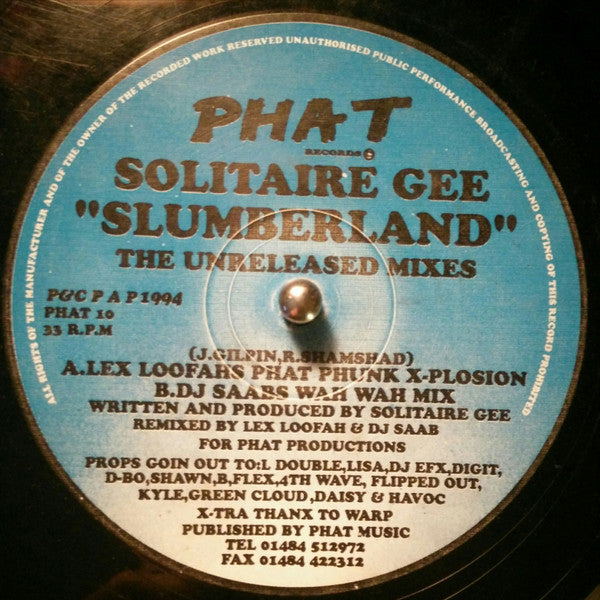 ALL RIGHTS OF THE MANUFACTURER AND OF THE OWNER OF THE RECORDED WORK RESERVED UNAUTHORISED PUBLIC PERFORMANCE BROADCASTING AND COPYING OF THIS RECORD PROHIBITED
PHAT
RECORDS
SOLITAIRE GEE
"SLUMBERLAND"
THE UNRELEASED MIXES
P&C P A P 1994
PHAT 10
33 R.P.M
(J.GILPIN,R.SHAMSHAD)
A.LEX LOOFAHS PHAT PHUNK X-PLOSION
B.DJ SAABS WAH WAH MIX
WRITTEN AND PRODUCED BY SOLITAIRE GEE
REMIXED BY LEX LOOFAH & DJ SAAB
FOR PHAT PRODUCTIONS
PROPS GOIN OUT TO:L DOUBLE,LISA,DJ EFX,DIGIT,
D-BO,SHAWN,B,FLEX,4TH WAVE, FLIPPED OUT,
KYLE,GREEN CLOUD,DAISY & HAVOC
X-TRA THANX TO WARP
PUBLISHED BY PHAT MUSIC
TEL 01484 512972
FAX 01484 422312